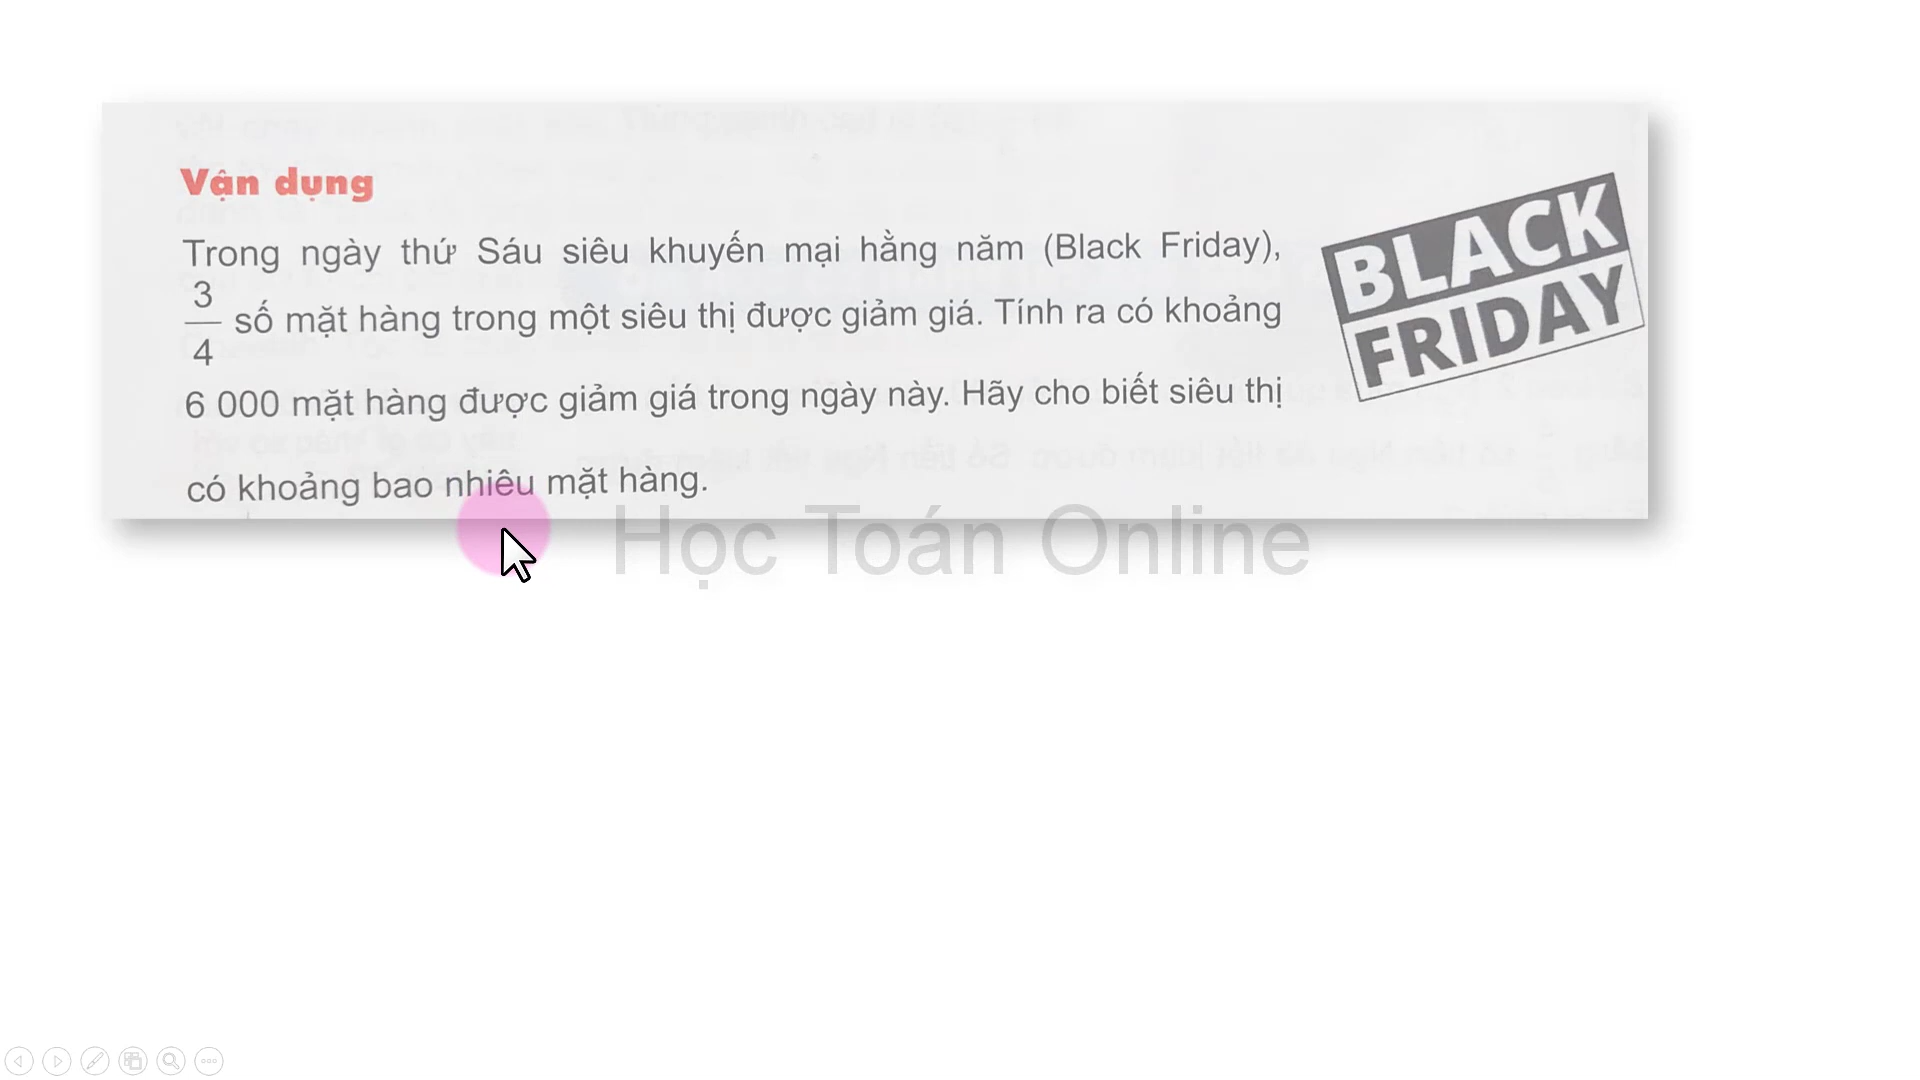 Vận dụng
Trong ngày thứ Sáu siêu khuyến mại hằng năm (Black Friday),
3/4 số mặt hàng trong một siêu thị được giảm giá. Tính ra có khoảng
6 000 mặt hàng được giảm giá trong ngày này. Hãy cho biết siêu thị
có khoảng bao nhiêu mặt hàng.
BLACK
FRIDAY
Học Toán Online